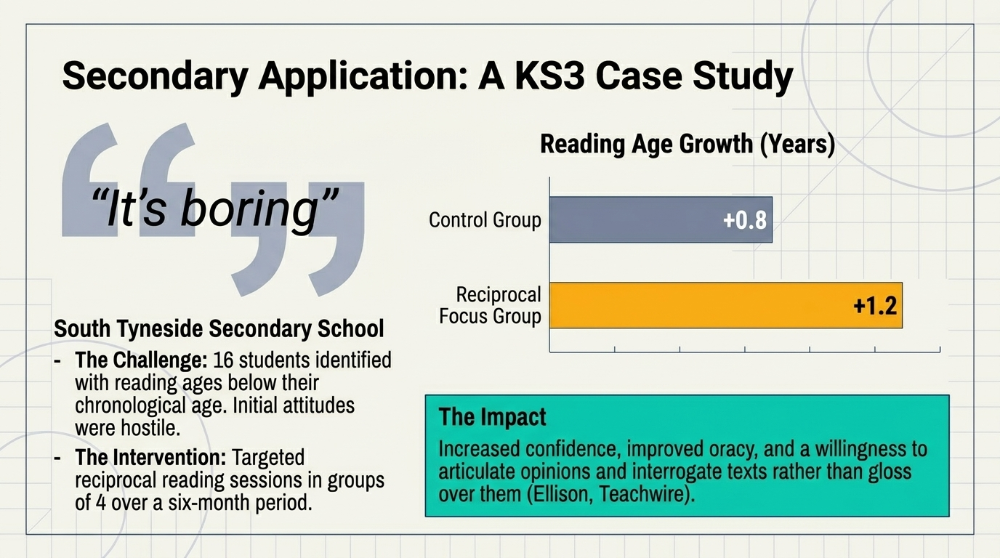 Secondary Application: A KS3 Case Study
“It’s boring”
South Tyneside Secondary School
- The Challenge: 16 students identified
with reading ages below their
chronological age. Initial attitudes
were hostile.
- The Intervention: Targeted
reciprocal reading sessions in groups
of 4 over a six-month period.
Reading Age Growth (Years)
Control Group
+0.8
Reciprocal
Focus Group
+1.2
The Impact
Increased confidence, improved oracy, and a willingness to
articulate opinions and interrogate texts rather than gloss
over them (Ellison, Teachwire).